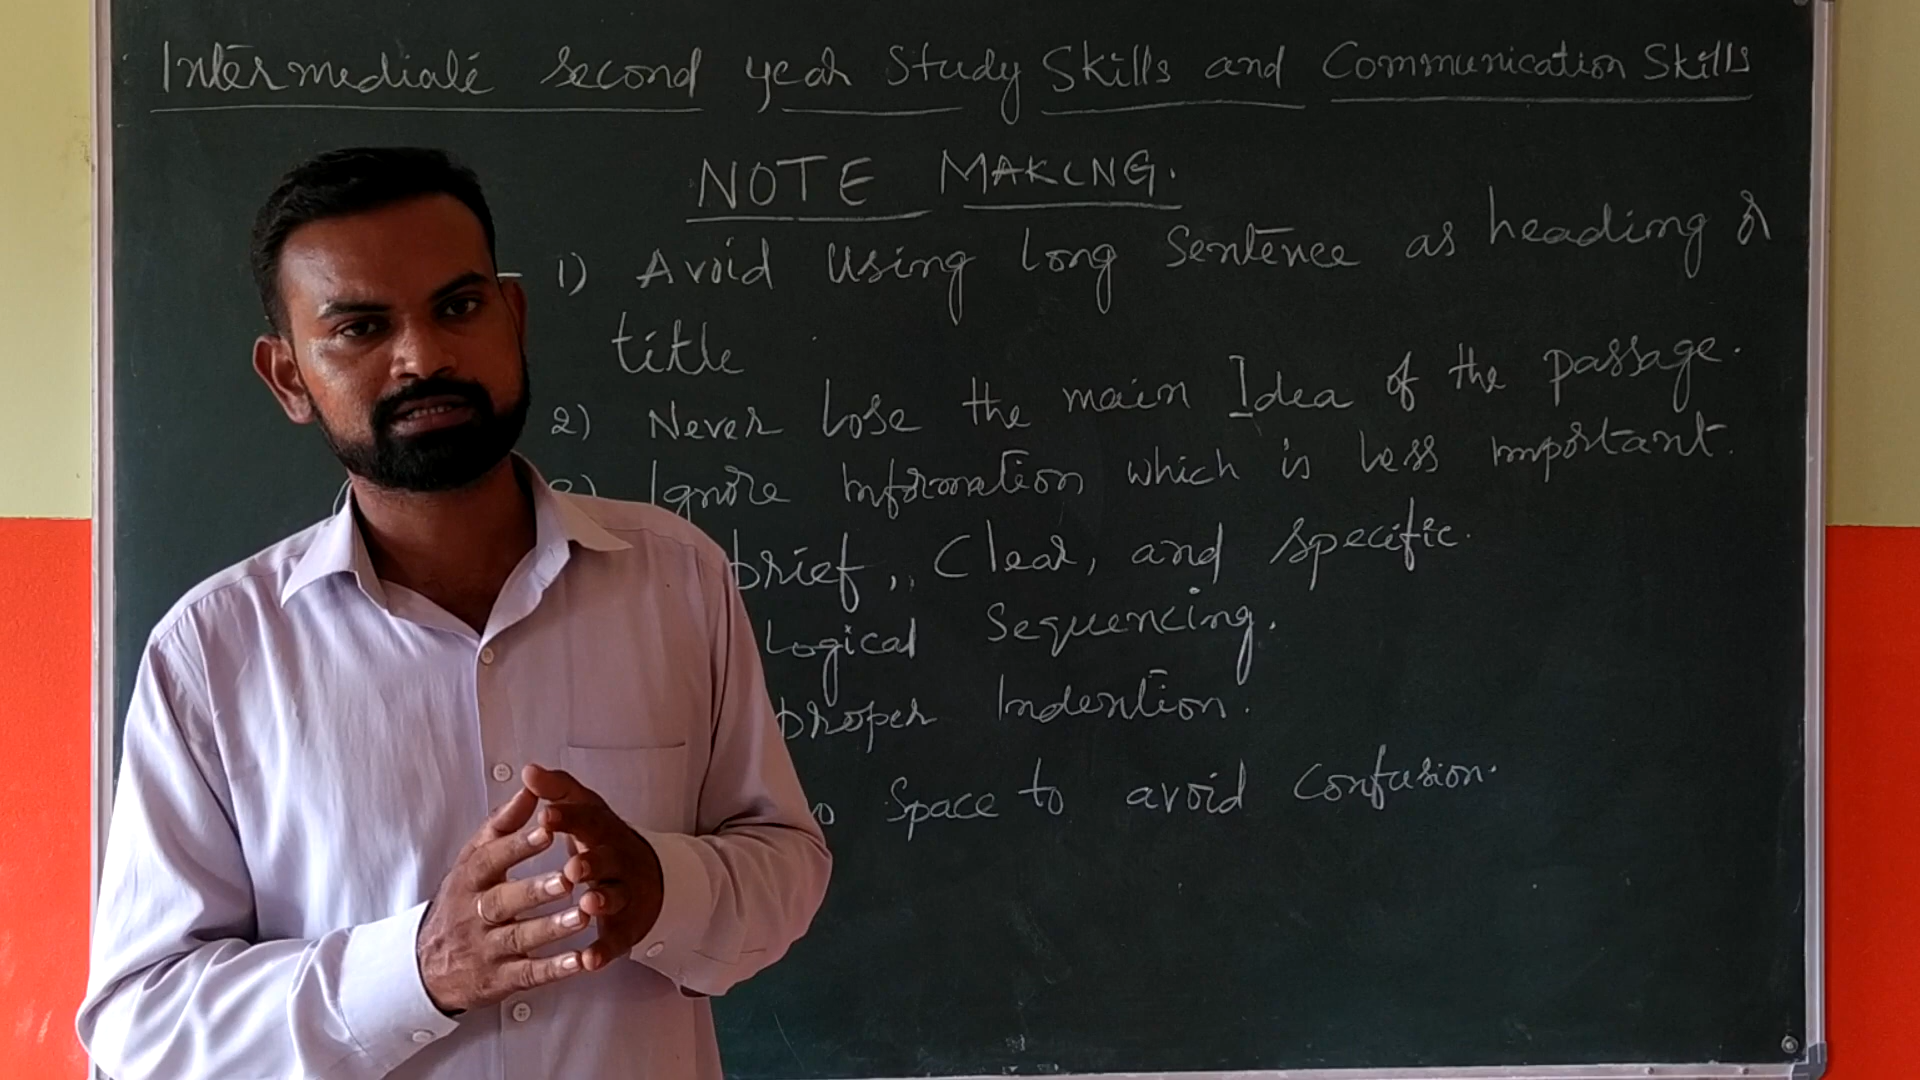 Intermediate second year Study Skills and Communication Skills
NOTE MAKING.
1) Avoid Using long Sentence as heading &
title
2) Never lose the main Idea of the passage.
Ignore Information which is less important.
brief, Clear, and specific.
Logical Sequencing.
proper Indention.
Space to avoid confusion.